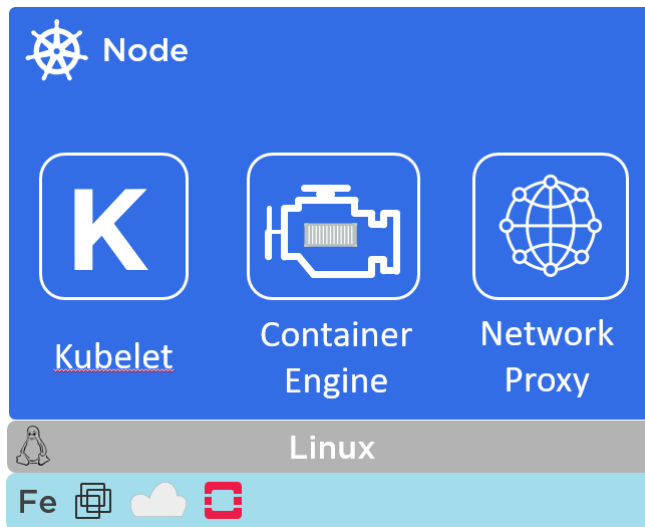 Node
K
Kubelet
Container
Engine
Network
Proxy
Linux
Fe